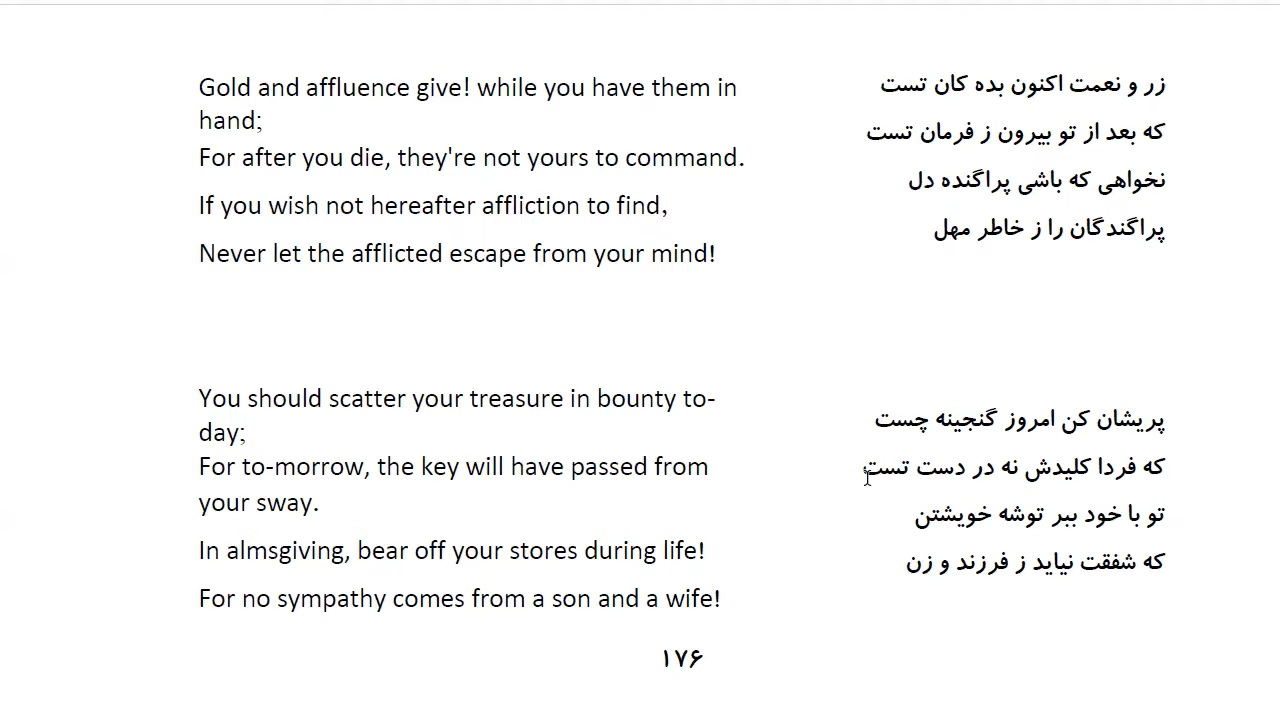 Gold and affluence give! while you have them in
hand;
For after you die, they're not yours to command.
If you wish not hereafter affliction to find,
Never let the afflicted escape from your mind!
زر و نعمت اکنون بده کان تست
که بعد از تو بیرون ز فرمان تست
نخواهی که باشی پراگنده دل
پراگندگان را ز خاطر مهل
You should scatter your treasure in bounty to-
day;
For to-morrow, the key will have passed from
your sway.
In almsgiving, bear off your stores during life!
For no sympathy comes from a son and a wife!
پریشان کن امروز گنجینه چست
که فردا کلیدش نه در دست تست
تو با خود ببر توشه خویشتن
که شفقت نیاید ز فرزند و زن
۱۷۶